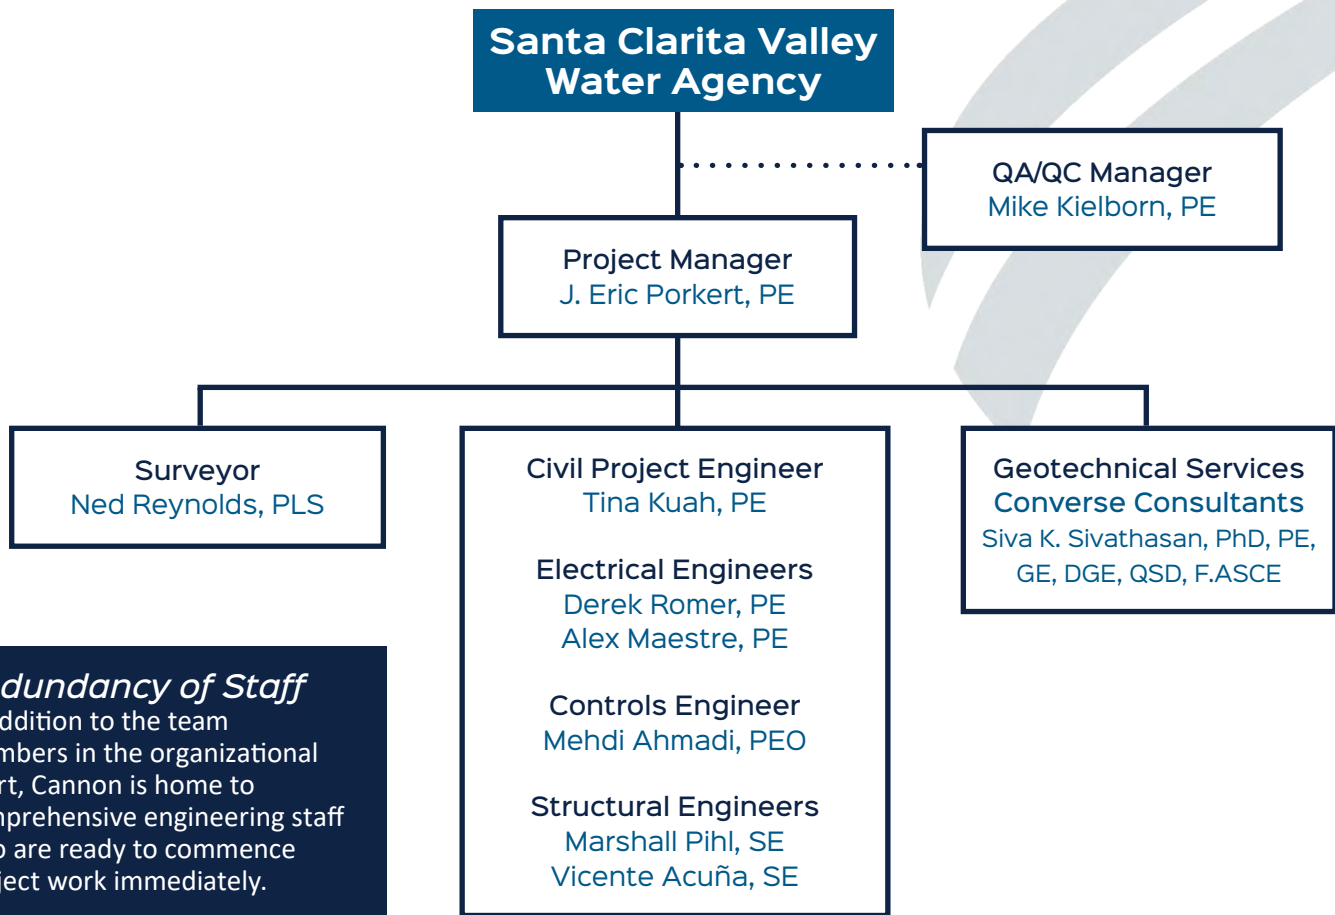 Santa Clarita Valley
Water Agency
QA/QC Manager
Mike Kielborn, PE
Project Manager
J. Eric Porkert, PE
Surveyor
Ned Reynolds, PLS
Civil Project Engineer
Tina Kuah, PE
Electrical Engineers
Derek Romer, PE
Alex Maestre, PE
Controls Engineer
Mehdi Ahmadi, PEO
Structural Engineers
Marshall Pihl, SE
Vicente Acuña, SE
Geotechnical Services
Converse Consultants
Siva K. Sivathasan, PhD, PE,
GE, DGE, QSD, F.ASCE
dundancy of Staff
ddition to the team
mbers in the organizational
rt, Cannon is home to
mprehensive engineering staff
o are ready to commence
ject work immediately.